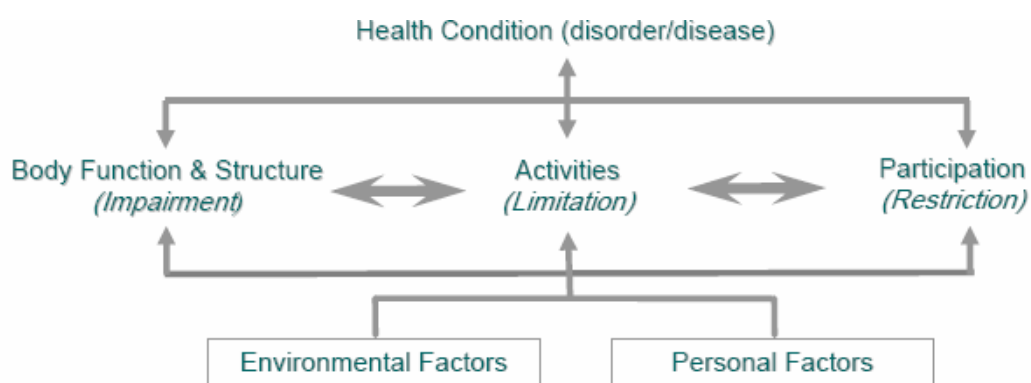 Health Condition (disorder/disease)
Body Function & Structure
(Impairment)
Activities
(Limitation)
Participation
(Restriction)
Environmental Factors
Personal Factors